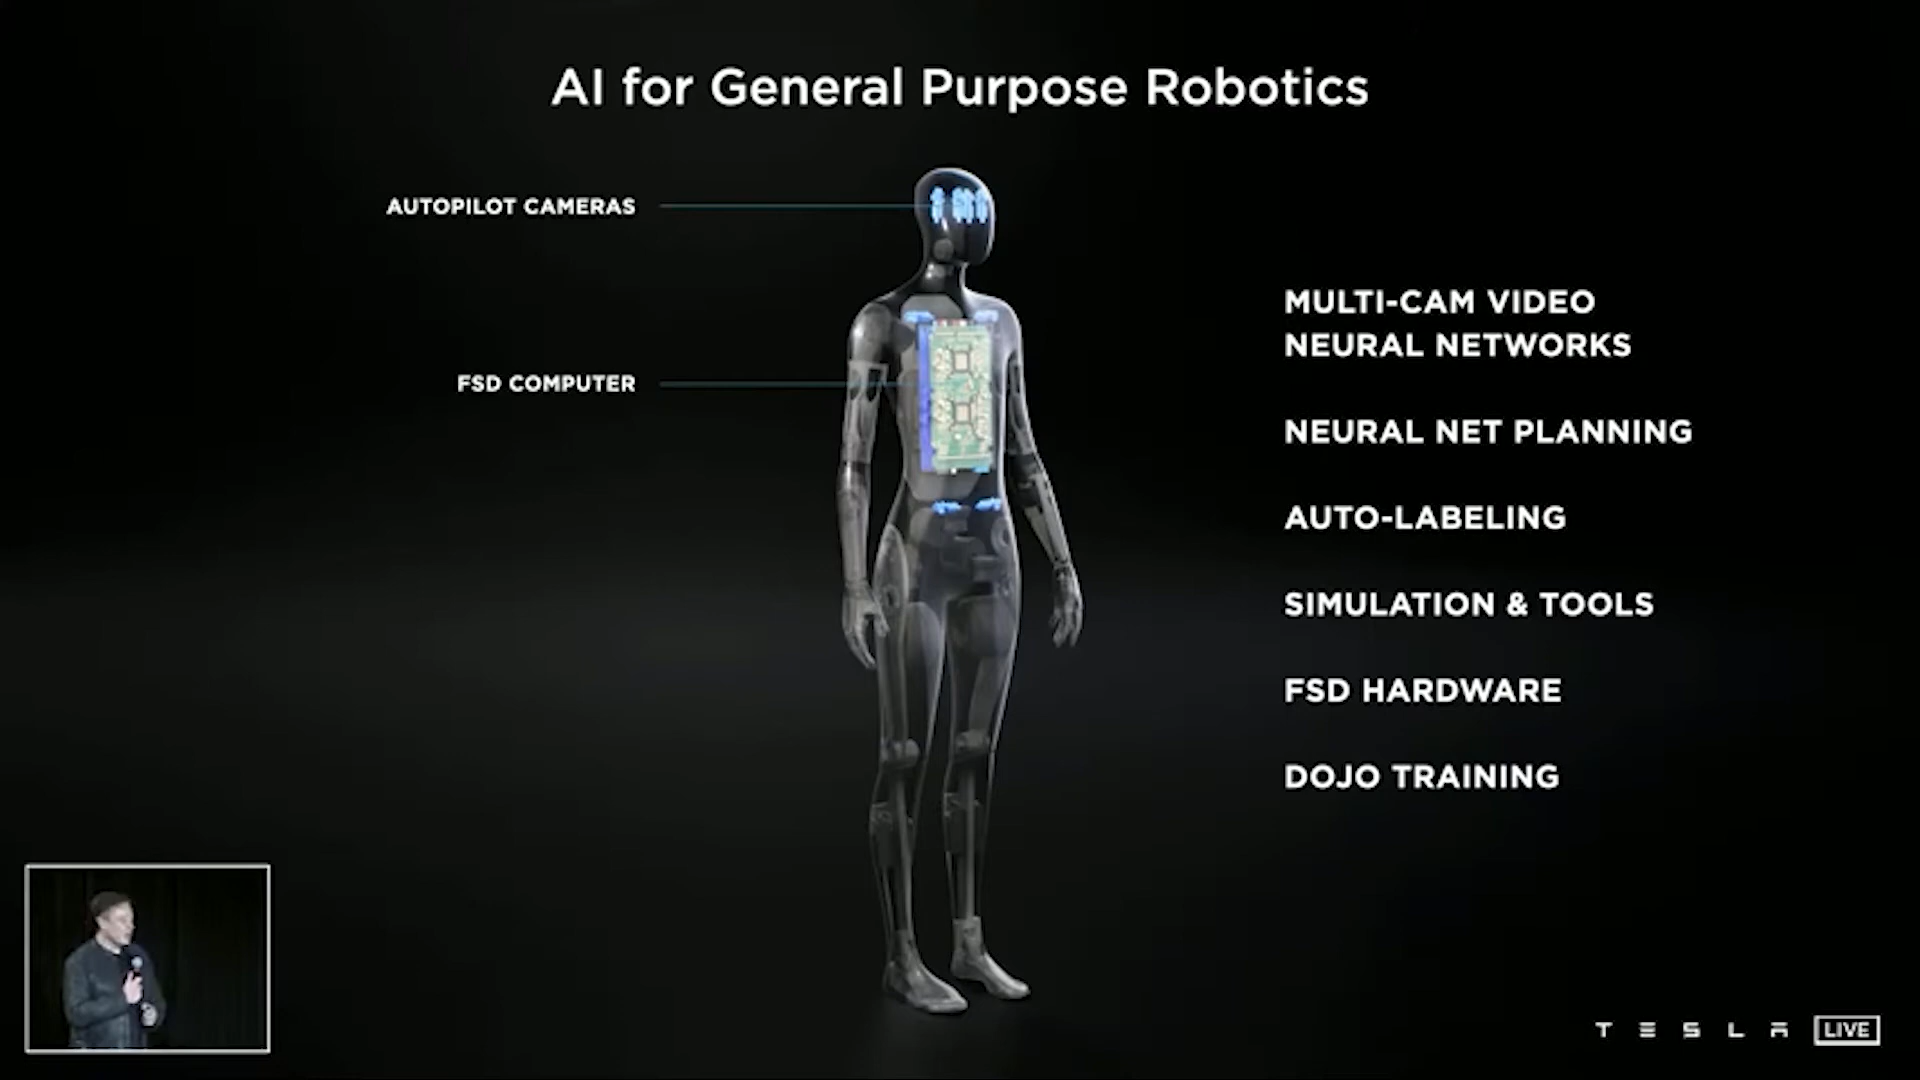 AI for General Purpose Robotics
AUTOPILOT CAMERAS
FSD COMPUTER
MULTI-CAM VIDEO
NEURAL NETWORKS
NEURAL NET PLANNING
AUTO-LABELING
SIMULATION & TOOLS
FSD HARDWARE
DOJO TRAINING
TESLA LIVE